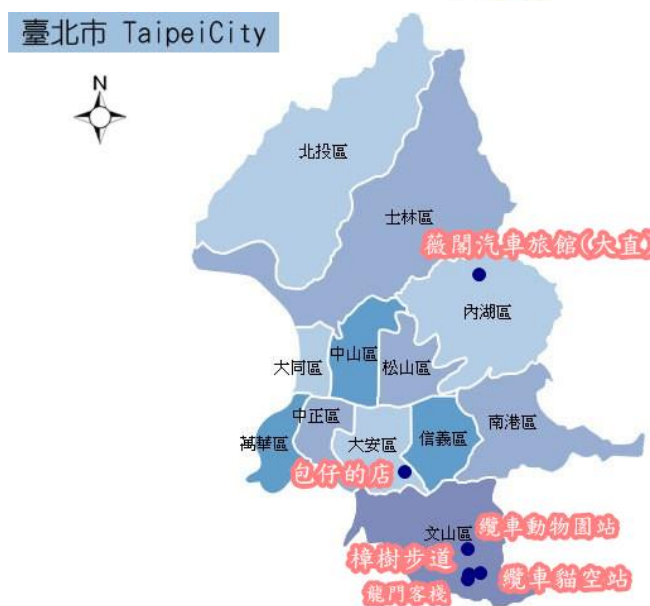 臺北市 TaipeiCity
N
北投區
士林區
薇閣汽車旅館(大直)
內湖區
中山區
大同區
松山區
南港區
中正區
信義區
大安區
萬華區
包仔的店
文山區
纜車動物園站
樟樹步道
纜車貓空站
龍門客棧